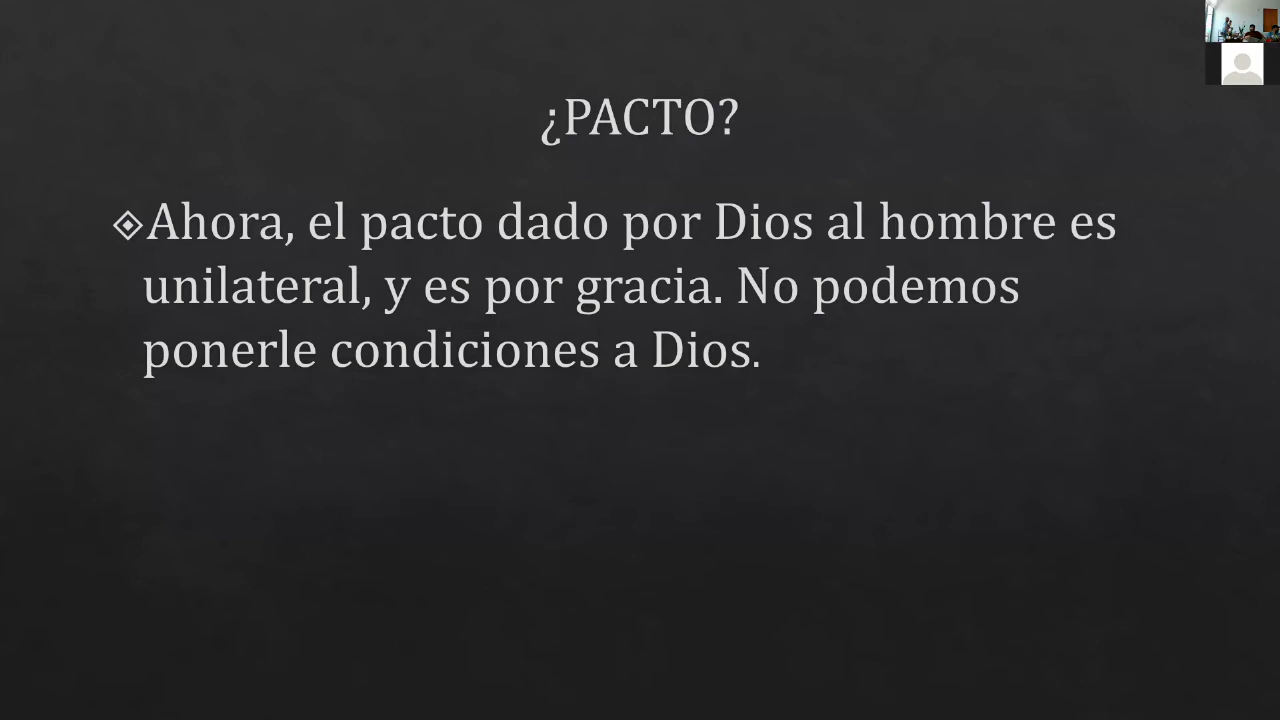 ¿PACTO?
Ahora, el pacto dado por Dios al hombre es
unilateral, y es por gracia. No podemos
ponerle condiciones a Dios.